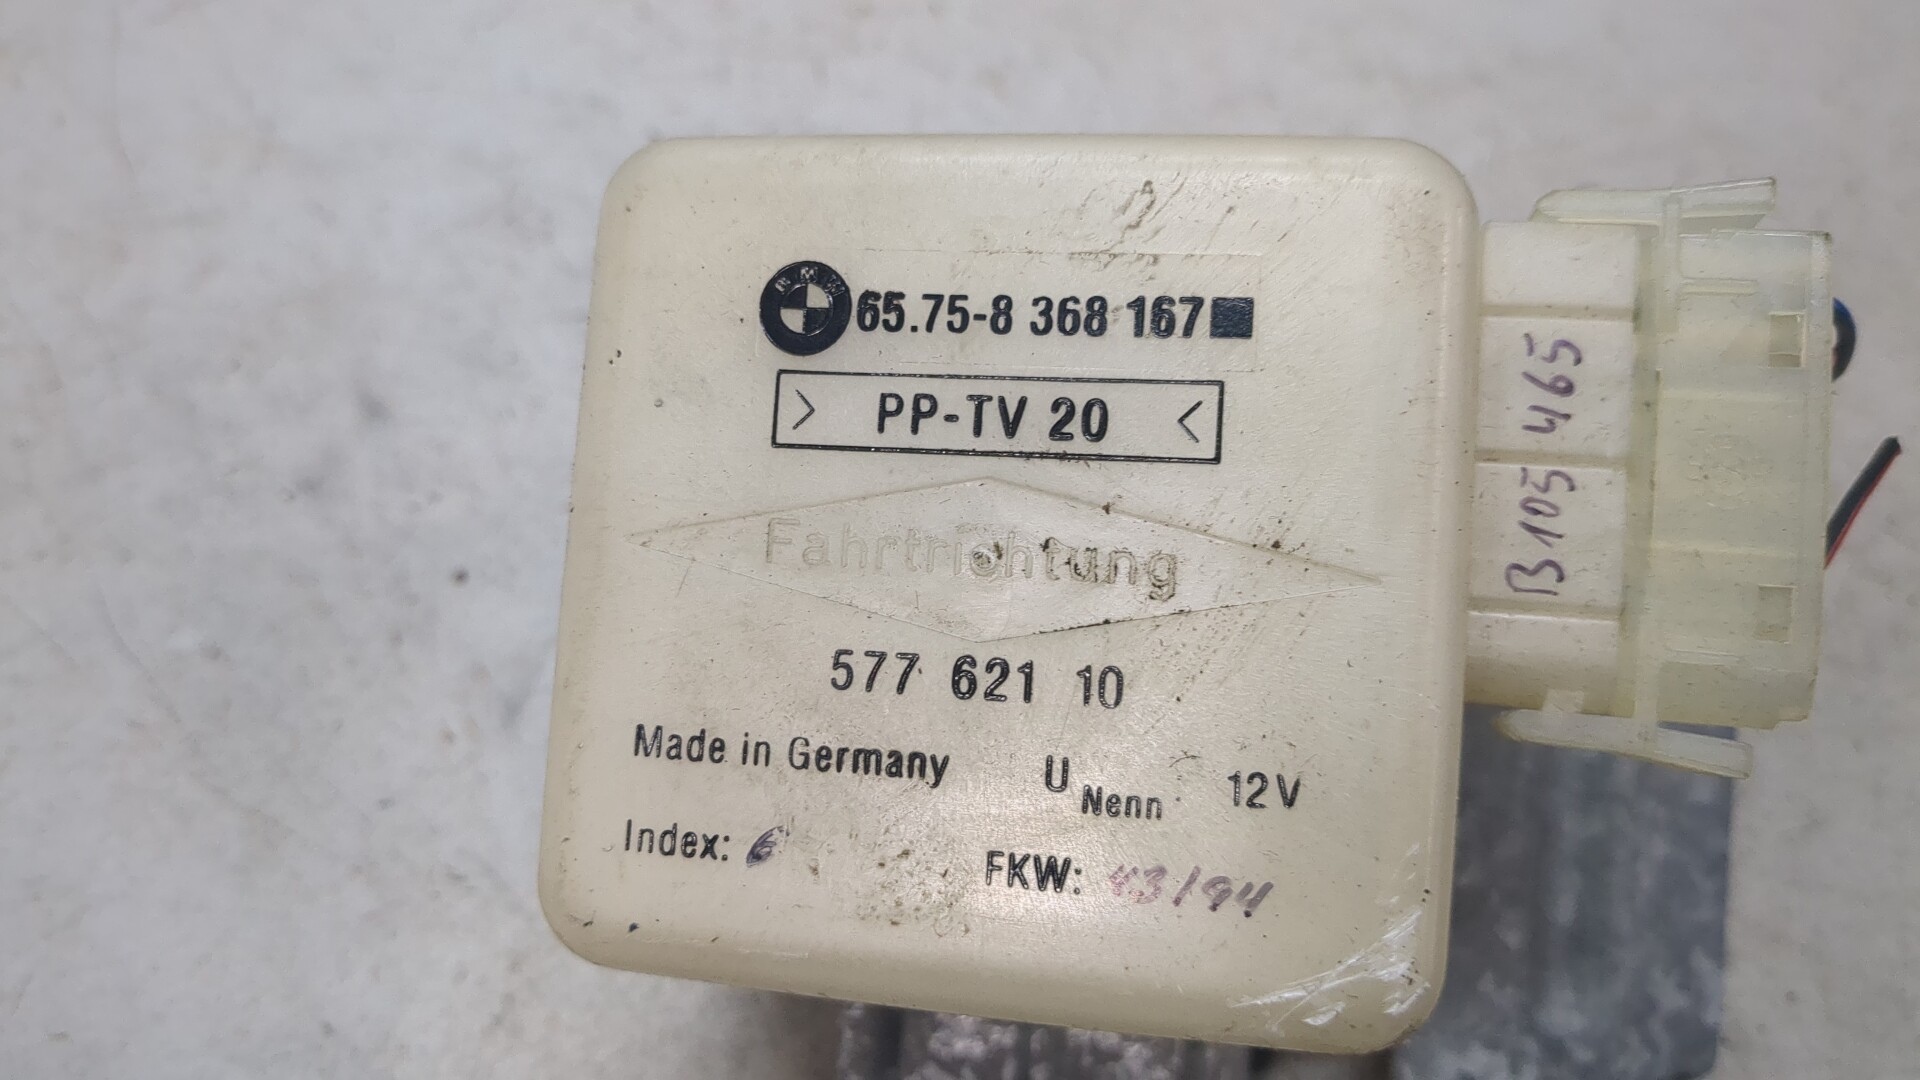 BMW 65.75-8 368 167
> PP-TV 20 <
Fahrtrichtung
577 621 10
Made in Germany U Nenn 12V
Index: 6 FKW: 43/94
B105 465